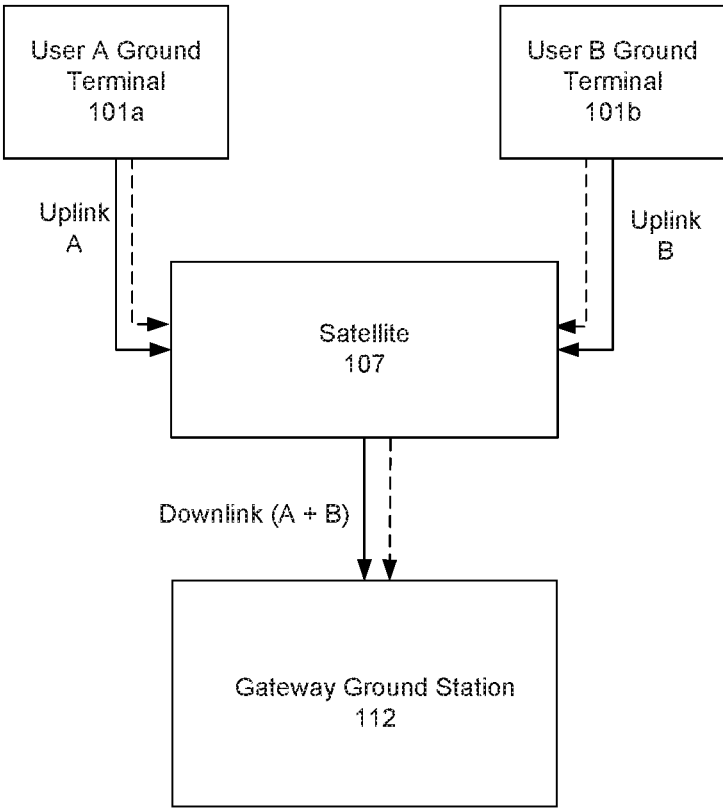 User A Ground
Terminal
101a
User B Ground
Terminal
101b
Uplink
A
Uplink
B
Satellite
107
Downlink (A + B)
Gateway Ground Station
112